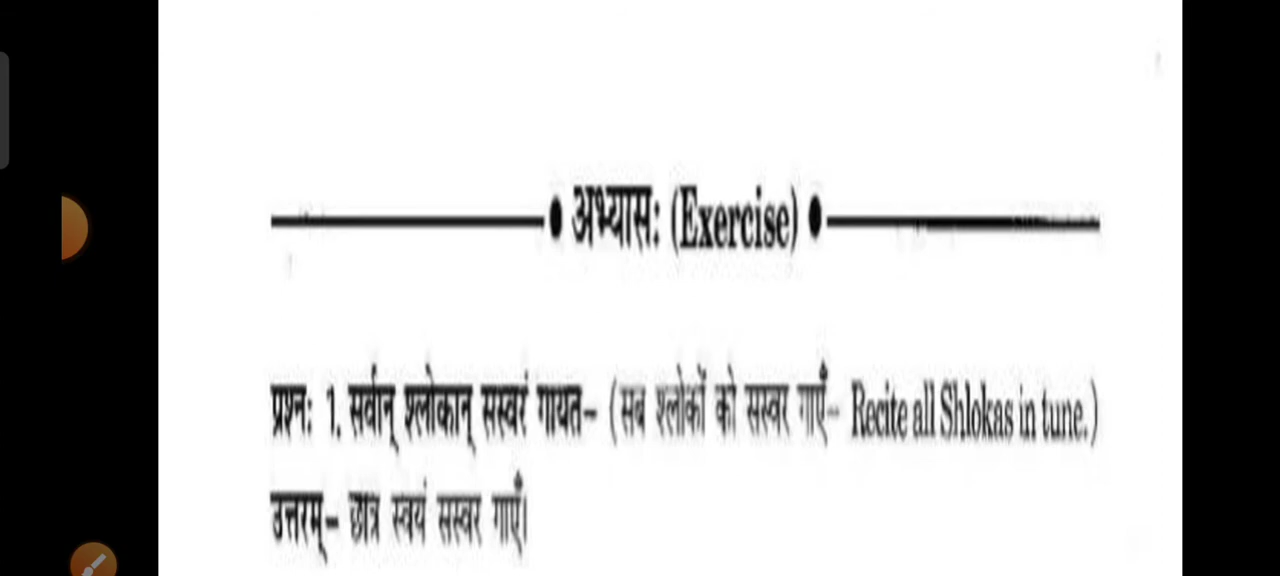 • अभ्यासः (Exercise) •
प्रश्नः 1. सर्वान् श्लोकान् सस्वरं गायत– (सब श्लोकों को सस्वर गाएँ– Recite all Shlokas in tune.)
उत्तरम्– छात्र स्वयं सस्वर गाएँ।